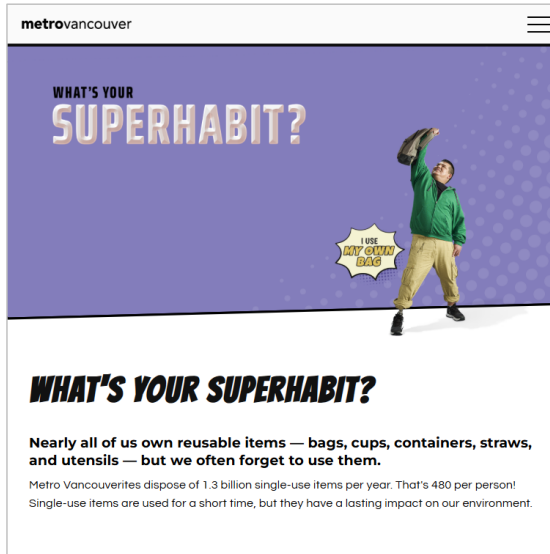 metrovancouver
WHAT'S YOUR
SUPERHABIT?
I USE
MY OWN
BAG
WHAT'S YOUR SUPERHABIT?
Nearly all of us own reusable items — bags, cups, containers, straws,
and utensils — but we often forget to use them.
Metro Vancouverites dispose of 1.3 billion single-use items per year. That's 480 per person!
Single-use items are used for a short time, but they have a lasting impact on our environment.